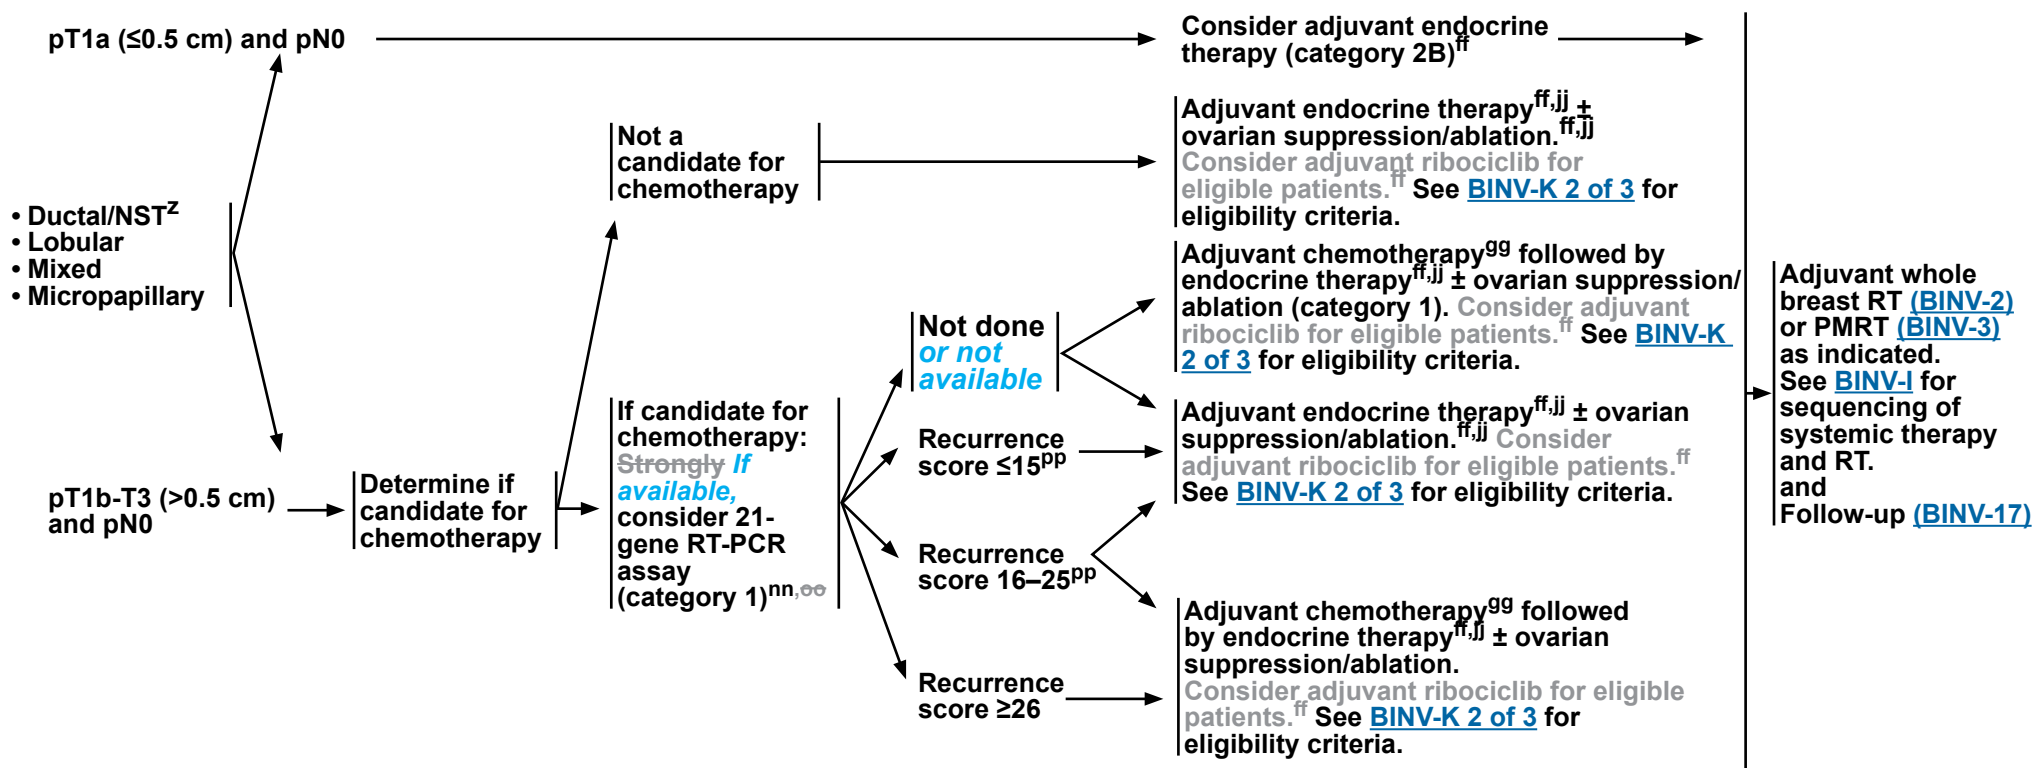 pT1a (≤0.5 cm) and pN0
Consider adjuvant endocrine
therapy (category 2B)ff
• Ductal/NSTz
• Lobular
• Mixed
• Micropapillary
pT1b-T3 (>0.5 cm)
and pN0
Determine if
candidate for
chemotherapy
Not a
candidate for
chemotherapy
Adjuvant endocrine therapyff,jj ±
ovarian suppression/ablation.ff,jj
Consider adjuvant ribociclib for
eligible patients.ff See BINV-K 2 of 3 for
eligibility criteria.
If candidate for
chemotherapy:
Strongly If
available,
consider 21-
gene RT-PCR
assay
(category 1)nn,oo
Not done
or not
available
Adjuvant chemotherapygg followed by
endocrine therapyff,jj ± ovarian suppression/
ablation (category 1). Consider adjuvant
ribociclib for eligible patients.ff See BINV-K
2 of 3 for eligibility criteria.
Recurrence
score ≤15pp
Adjuvant endocrine therapyff,jj ± ovarian
suppression/ablation.ff,jj Consider
adjuvant ribociclib for eligible patients.ff
See BINV-K 2 of 3 for eligibility criteria.
Recurrence
score 16–25pp
Recurrence
score ≥26
Adjuvant chemotherapygg followed
by endocrine therapyff,jj ± ovarian
suppression/ablation.
Consider adjuvant ribociclib for eligible
patients.ff See BINV-K 2 of 3 for
eligibility criteria.
Adjuvant whole
breast RT (BINV-2)
or PMRT (BINV-3)
as indicated.
See BINV-I for
sequencing of
systemic therapy
and RT.
and
Follow-up (BINV-17)